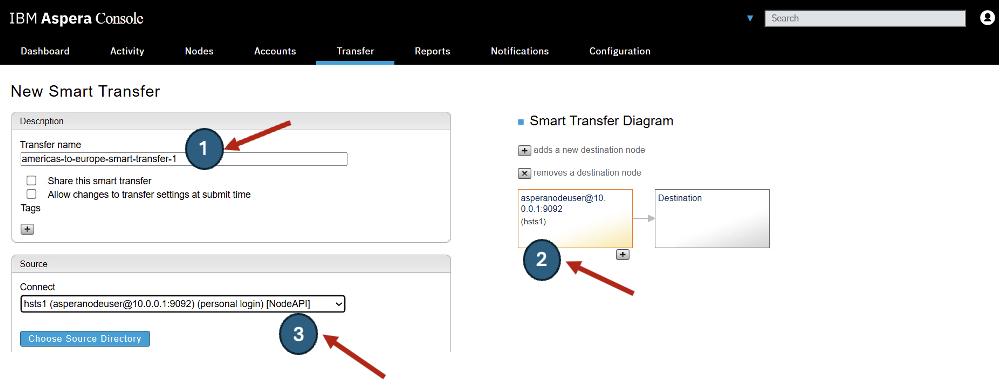 IBM Aspera Console
Search
Dashboard Activity Nodes Accounts Transfer Reports Notifications Configuration
New Smart Transfer
Description
Transfer name
americas-to-europe-smart-transfer-1
1
Share this smart transfer
Allow changes to transfer settings at submit time
Tags
+
Source
Connect
hsts1 (asperanodeuser@10.0.0.1:9092) (personal login) [NodeAPI]
3
Choose Source Directory
Smart Transfer Diagram
+ adds a new destination node
x removes a destination node
asperanodeuser@10.
0.0.1:9092
(hsts1)
Destination
2
+